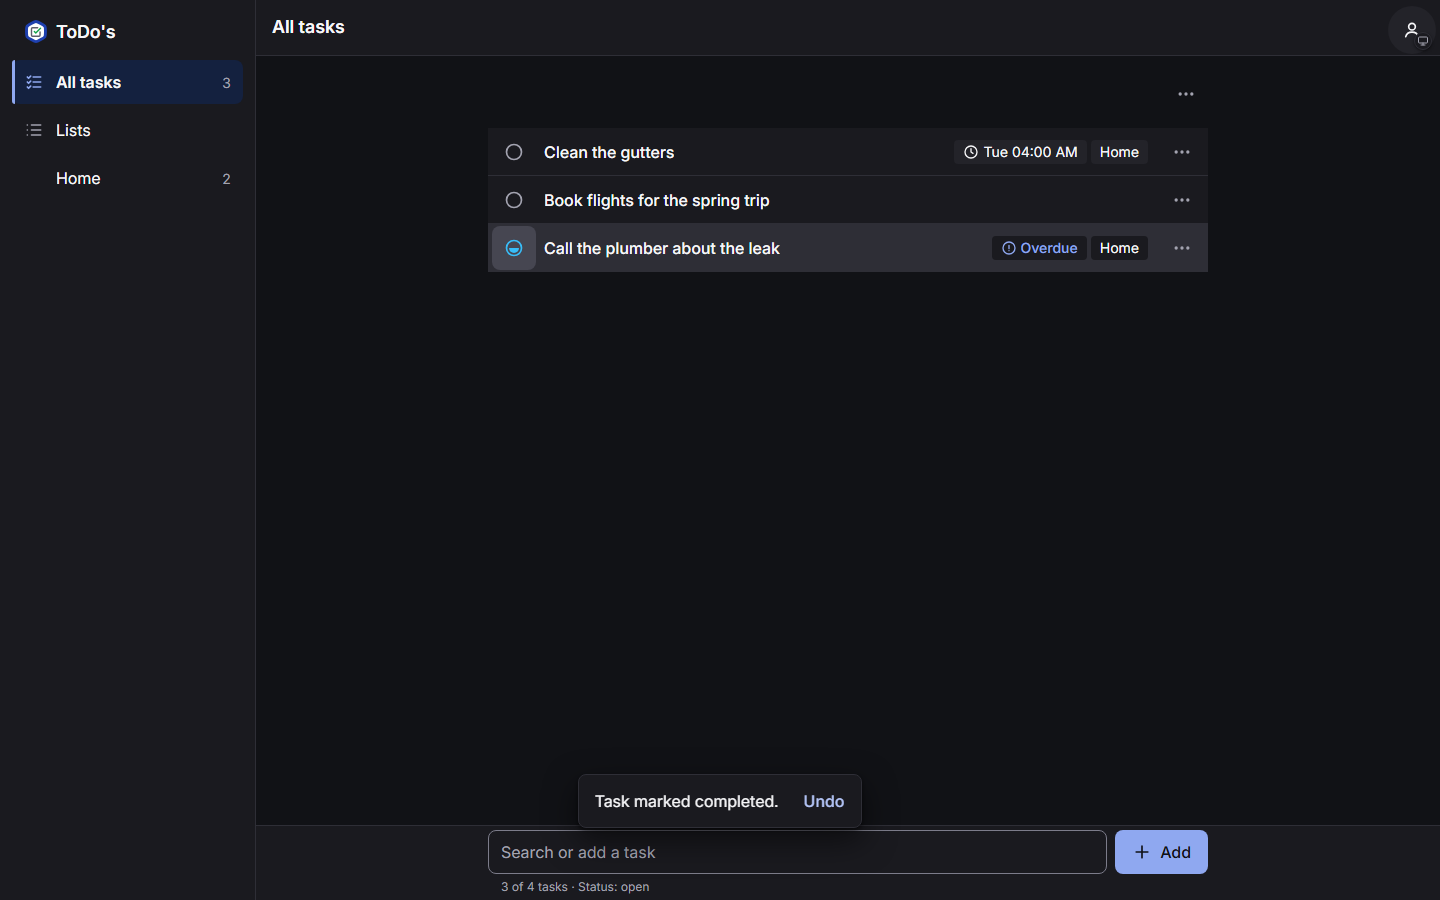 ToDo's
All tasks 3
Lists
Home 2
All tasks
Clean the gutters Tue 04:00 AM Home
Book flights for the spring trip
Call the plumber about the leak Overdue Home
Task marked completed. Undo
Search or add a task Add
3 of 4 tasks · Status: open